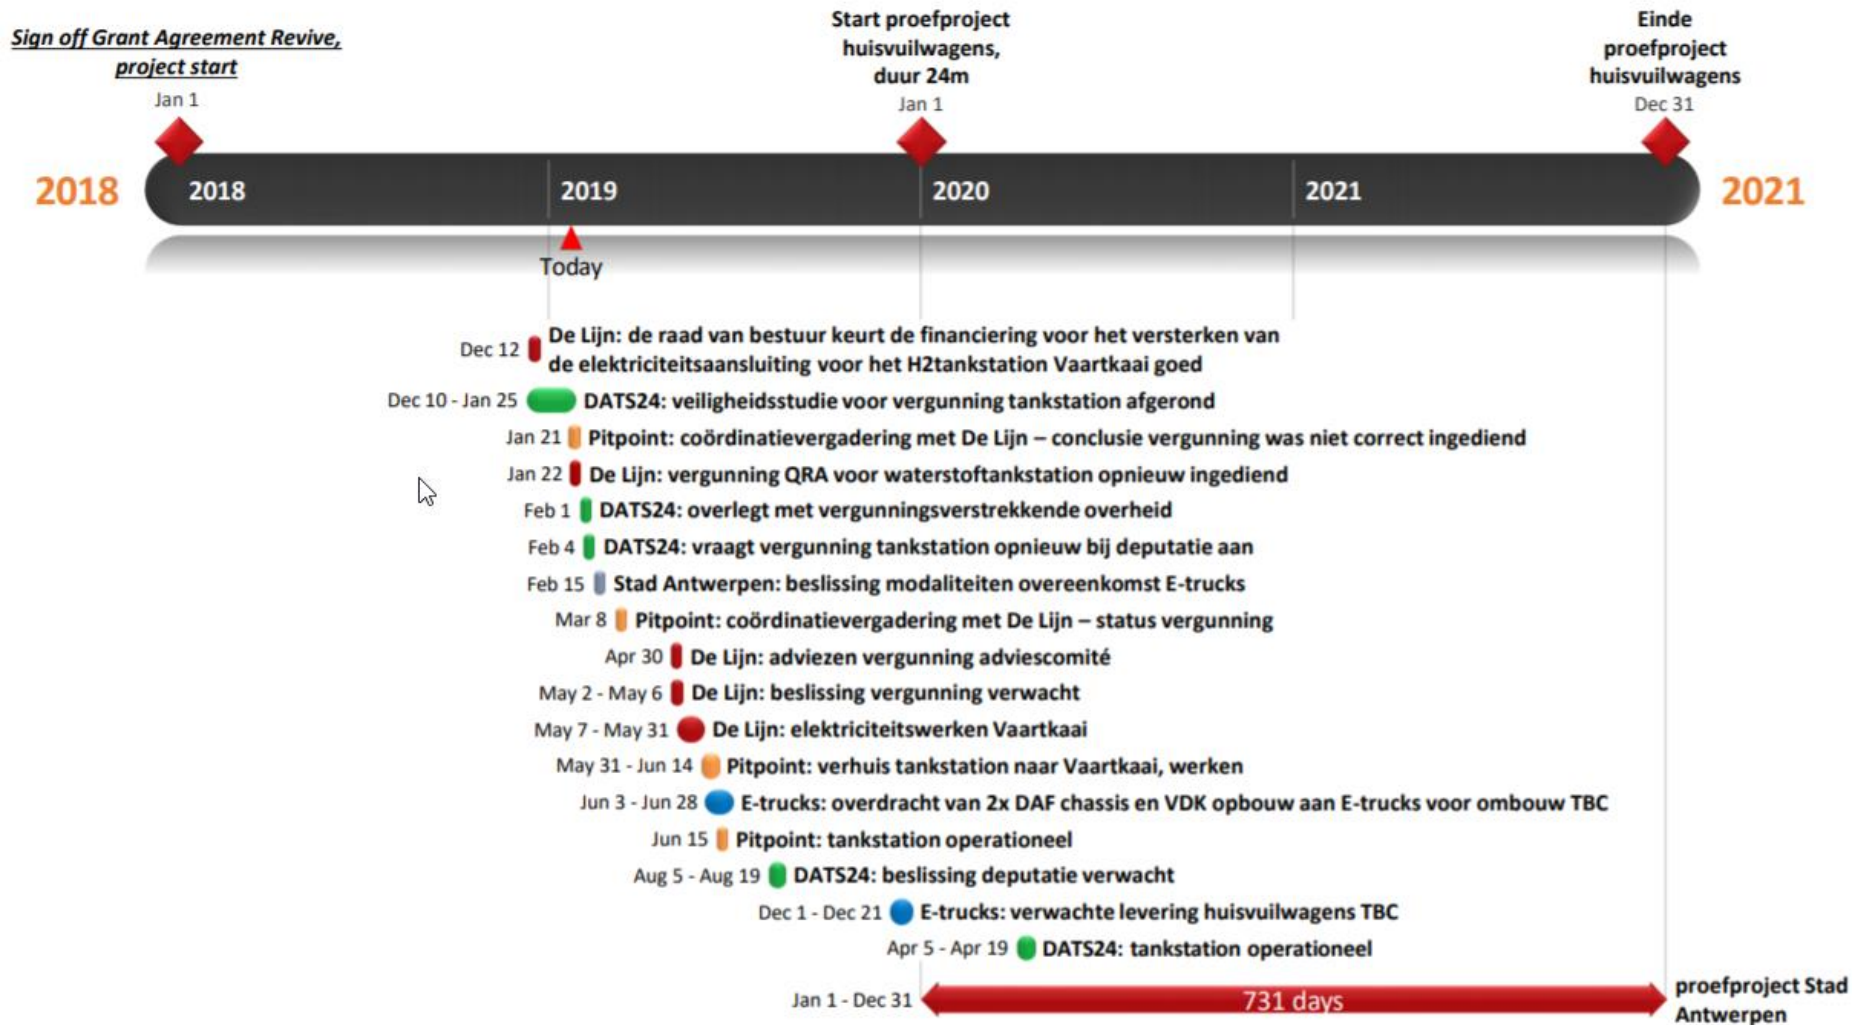 Sign off Grant Agreement Revive,
project start
Jan 1
Start proefproject
huisvuilwagens,
duur 24m
Jan 1
Einde
proefproject
huisvuilwagens
Dec 31
2018
2018
2019
2020
2021
2021
Today
Dec 12
De Lijn: de raad van bestuur keurt de financiering voor het versterken van
de elektriciteitsaansluiting voor het H2tankstation Vaartkaai goed
Dec 10 - Jan 25 DATS24: veiligheidsstudie voor vergunning tankstation afgerond
Jan 21 Pitpoint: coördinatievergadering met De Lijn – conclusie vergunning was niet correct ingediend
Jan 22 De Lijn: vergunning QRA voor waterstoftankstation opnieuw ingediend
Feb 1 DATS24: overlegt met vergunningsverstrekkende overheid
Feb 4 DATS24: vraagt vergunning tankstation opnieuw bij deputatie aan
Feb 15 Stad Antwerpen: beslissing modaliteiten overeenkomst E-trucks
Mar 8 Pitpoint: coördinatievergadering met De Lijn – status vergunning
Apr 30 De Lijn: adviezen vergunning adviescomité
May 2 - May 6 De Lijn: beslissing vergunning verwacht
May 7 - May 31 De Lijn: elektriciteitswerken Vaartkaai
May 31 - Jun 14 Pitpoint: verhuis tankstation naar Vaartkaai, werken
Jun 3 - Jun 28 E-trucks: overdracht van 2x DAF chassis en VDK opbouw aan E-trucks voor ombouw TBC
Jun 15 Pitpoint: tankstation operationeel
Aug 5 - Aug 19 DATS24: beslissing deputatie verwacht
Dec 1 - Dec 21 E-trucks: verwachte levering huisvuilwagens TBC
Apr 5 - Apr 19 DATS24: tankstation operationeel
Jan 1 - Dec 31 731 days
proefproject Stad
Antwerpen